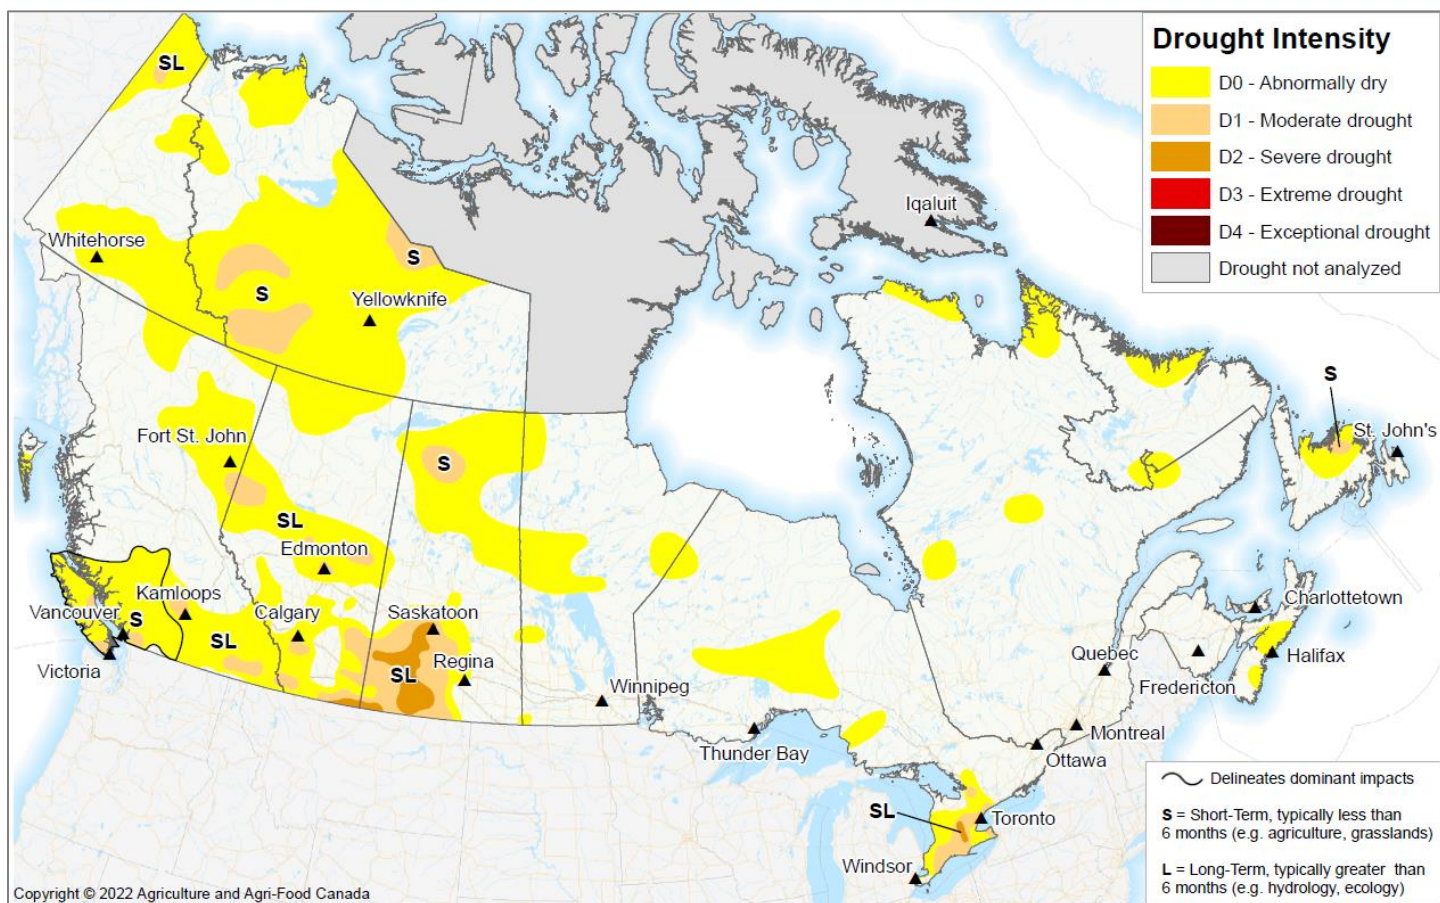 Drought Intensity
D0 - Abnormally dry
D1 - Moderate drought
D2 - Severe drought
D3 - Extreme drought
D4 - Exceptional drought
Drought not analyzed
SL
Iqaluit
Whitehorse
S
S
Yellowknife
S
St. John's
Fort St. John
S
SL
Edmonton
Kamloops
Vancouver
S
Calgary
Saskatoon
Charlottetown
SL
Victoria
SL
Regina
Quebec
Halifax
Winnipeg
Fredericton
Thunder Bay
Montreal
Ottawa
SL
Toronto
Windsor
Delineates dominant impacts
S = Short-Term, typically less than
6 months (e.g. agriculture, grasslands)
L = Long-Term, typically greater than
6 months (e.g. hydrology, ecology)
Copyright © 2022 Agriculture and Agri-Food Canada